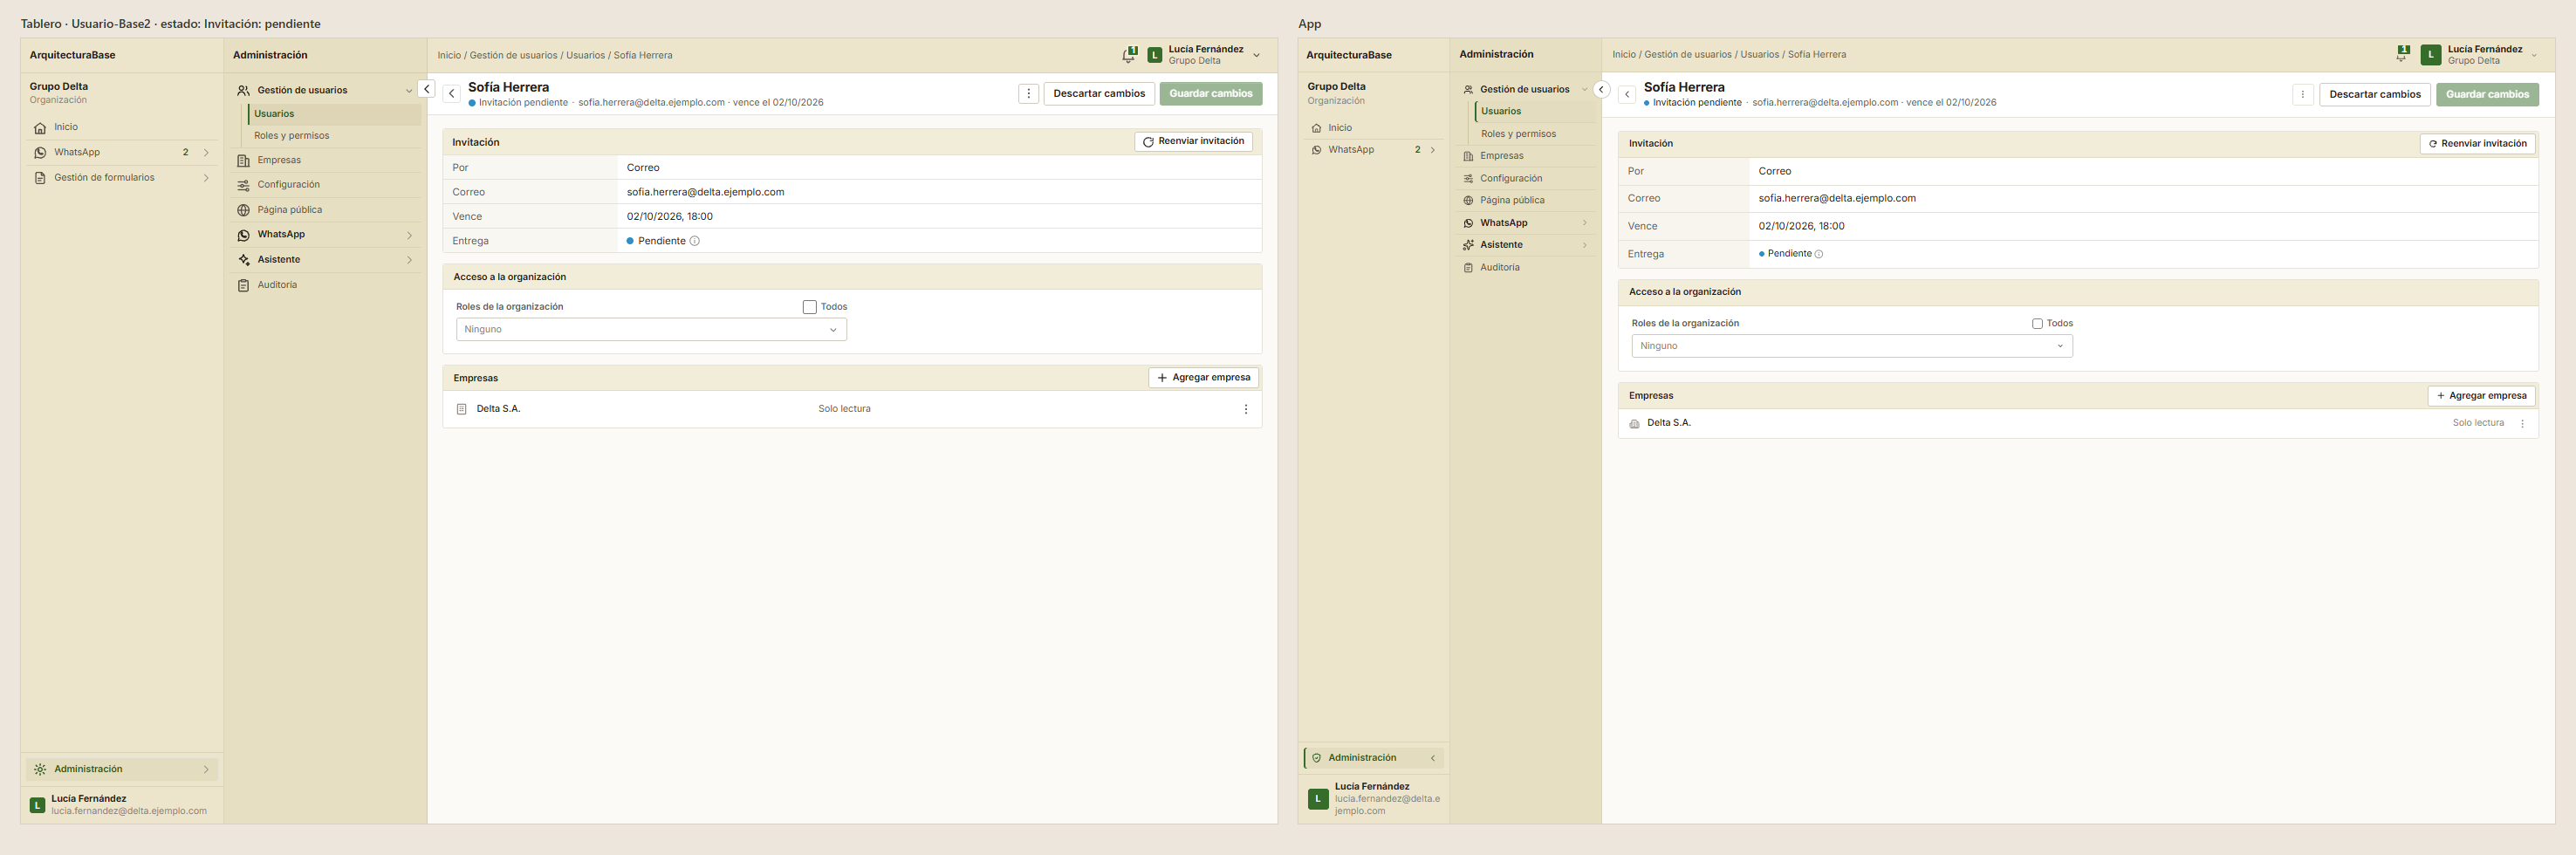 Tablero · Usuario-Base2 · estado: Invitación: pendiente
ArquitecturaBase
Grupo Delta
Organización
Inicio
WhatsApp 2
Gestión de formularios
Administración
Lucía Fernández
lucia.fernandez@delta.ejemplo.com
Administración
Gestión de usuarios
Usuarios
Roles y permisos
Empresas
Configuración
Página pública
WhatsApp
Asistente
Auditoría
Inicio / Gestión de usuarios / Usuarios / Sofía Herrera
1
L
Lucía Fernández
Grupo Delta
Sofía Herrera
Invitación pendiente · sofia.herrera@delta.ejemplo.com · vence el 02/10/2026
Descartar cambios
Guardar cambios
Invitación
Reenviar invitación
Por Correo
Correo sofia.herrera@delta.ejemplo.com
Vence 02/10/2026, 18:00
Entrega Pendiente
Acceso a la organización
Roles de la organización
Todos
Ninguno
Empresas
Agregar empresa
Delta S.A. Solo lectura
L
App
ArquitecturaBase
Grupo Delta
Organización
Inicio
WhatsApp 2
Administración
L
Lucía Fernández
lucia.fernandez@delta.e
jemplo.com
Administración
Gestión de usuarios
Usuarios
Roles y permisos
Empresas
Configuración
Página pública
WhatsApp
Asistente
Auditoría
Inicio / Gestión de usuarios / Usuarios / Sofía Herrera
1
L
Lucía Fernández
Grupo Delta
Sofía Herrera
Invitación pendiente · sofia.herrera@delta.ejemplo.com · vence el 02/10/2026
Descartar cambios
Guardar cambios
Invitación
Reenviar invitación
Por Correo
Correo sofia.herrera@delta.ejemplo.com
Vence 02/10/2026, 18:00
Entrega Pendiente
Acceso a la organización
Roles de la organización
Todos
Ninguno
Empresas
Agregar empresa
Delta S.A. Solo lectura